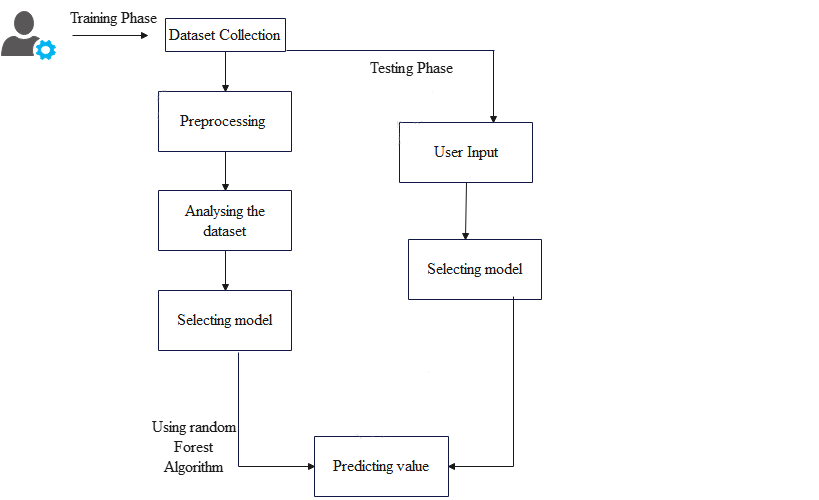 Training Phase
Dataset Collection
Testing Phase
Preprocessing
User Input
Analysing the
dataset
Selecting model
Selecting model
Using random
Forest
Algorithm
Predicting value